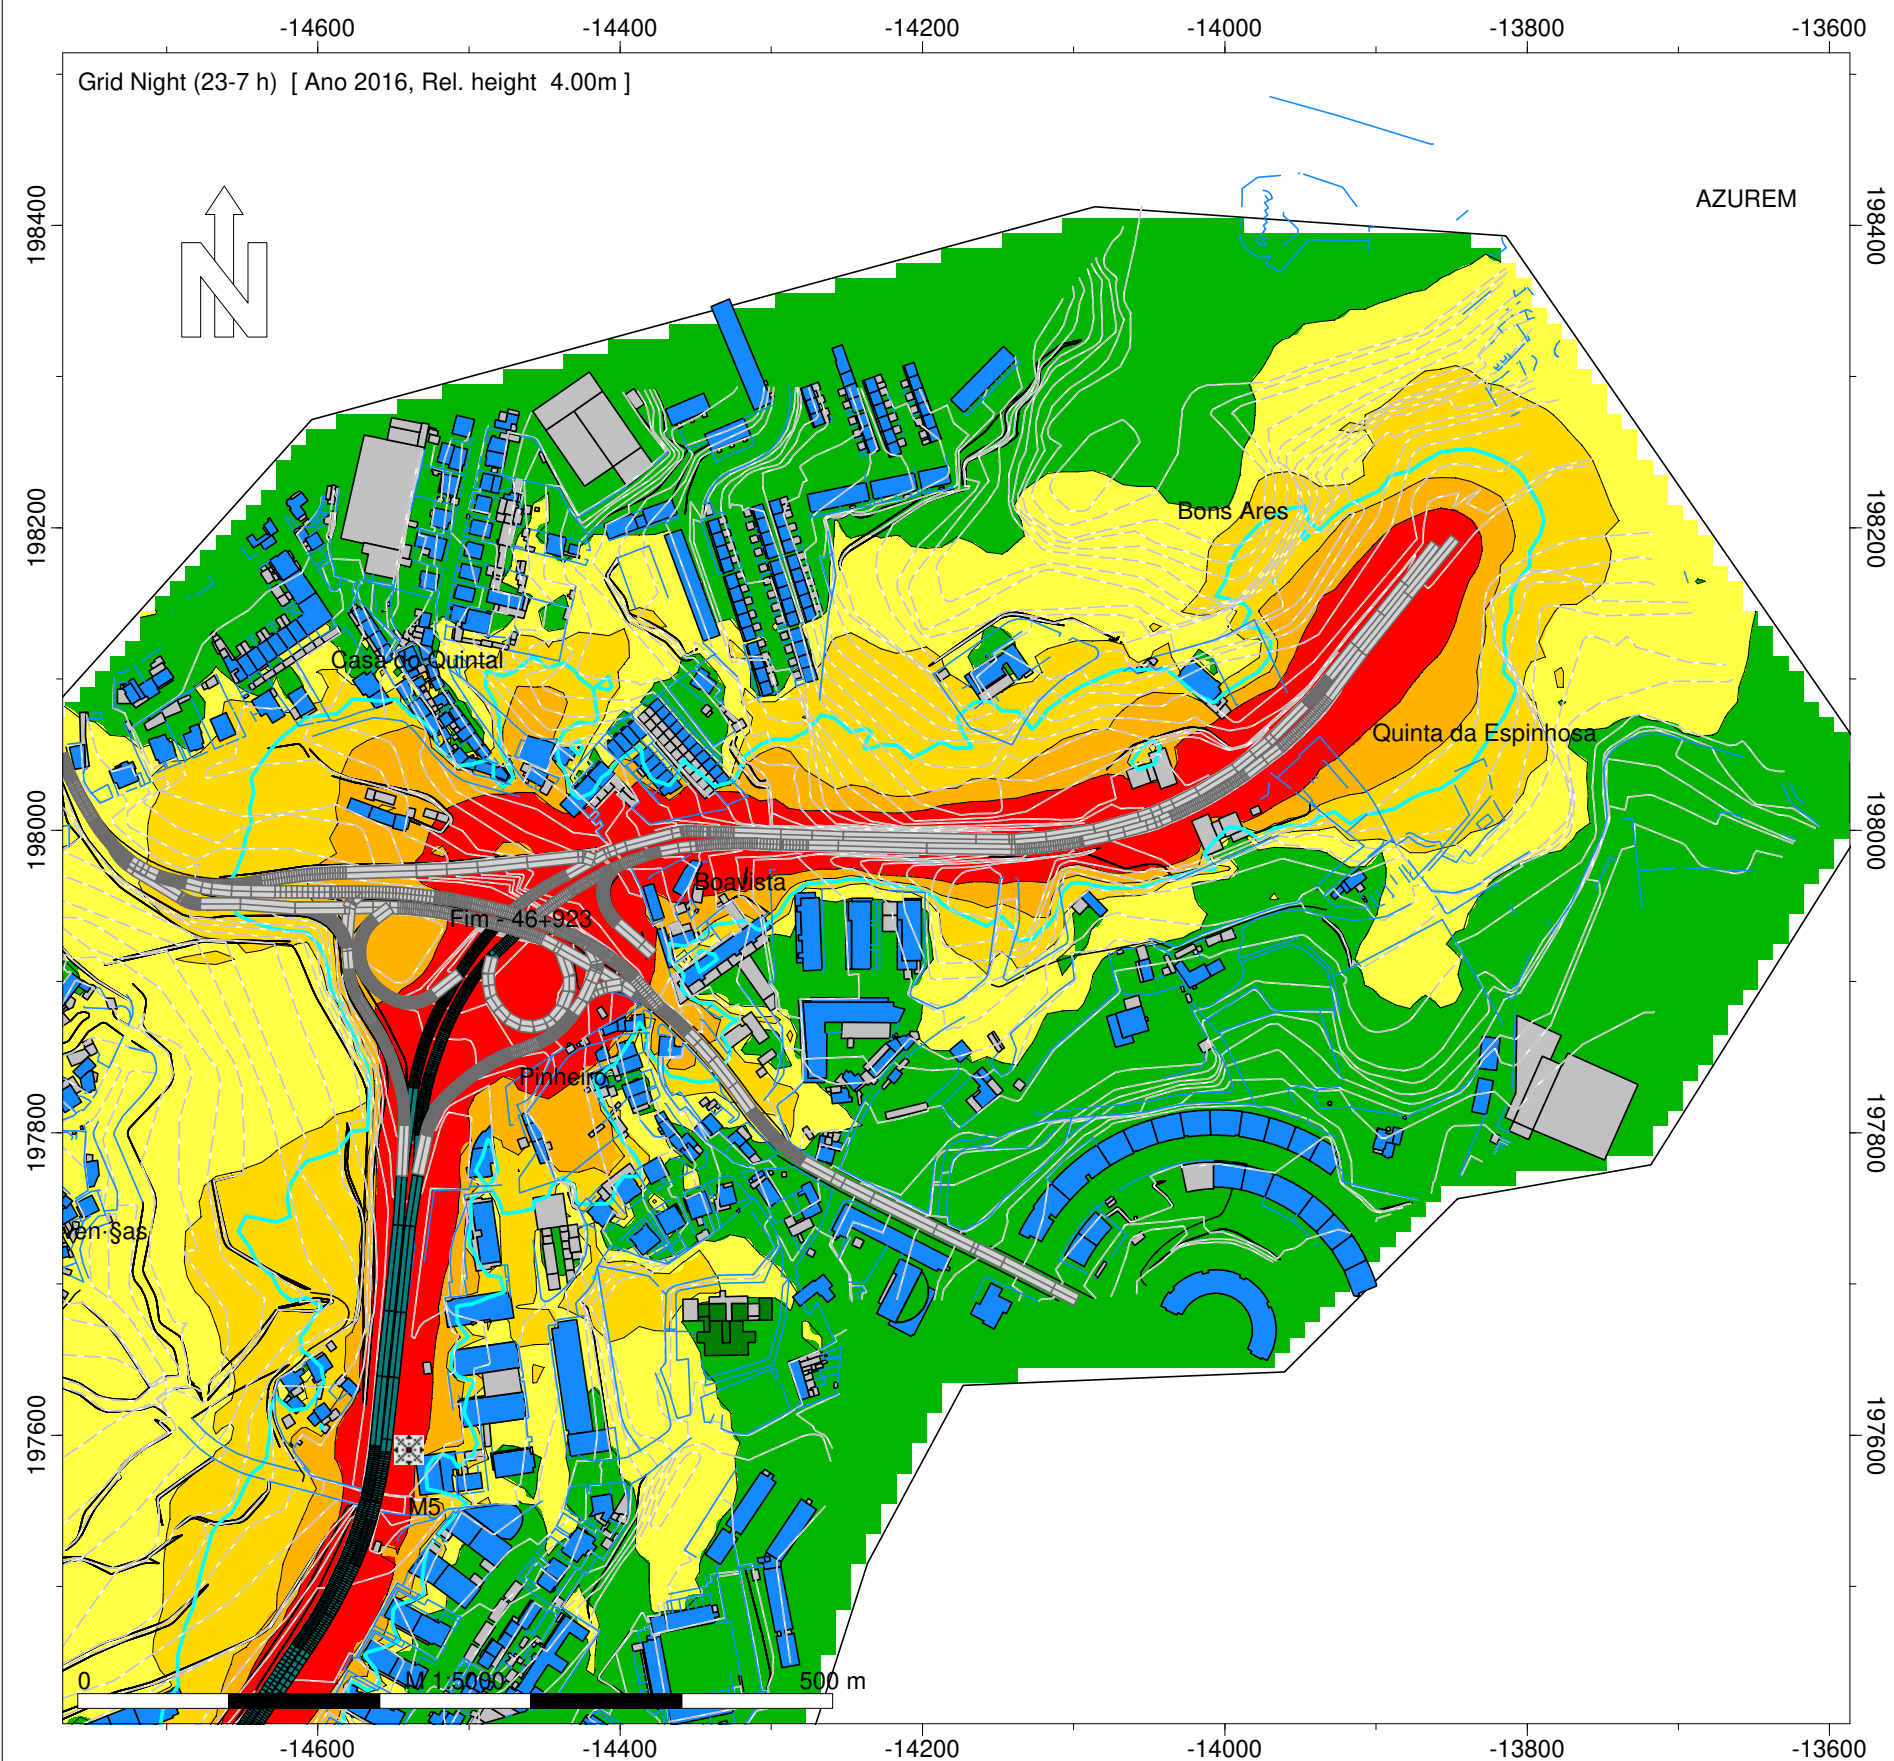 -14600 -14400 -14200 -14000 -13800 -13600
Grid Night (23-7 h) [ Ano 2016, Rel. height 4.00m ]
AZUREM
198400 198400
N
Bons Ares
198200 198200
Casa do Quintal
Quinta da Espinhosa
198000 198000
Boavista
Fim - 46+923
Pinheiro
197800 197800
ven·§as
197600 197600
M5
0 M 1:5000 500 m
-14600 -14400 -14200 -14000 -13800 -13600